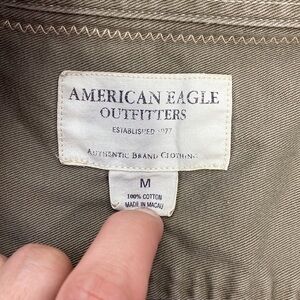 AMERICAN EAGLE
OUTFITTERS
ESTABLISHED 1977
AUTHENTIC BRAND CLOTHING
M
100% COTTON
MADE IN MACAU